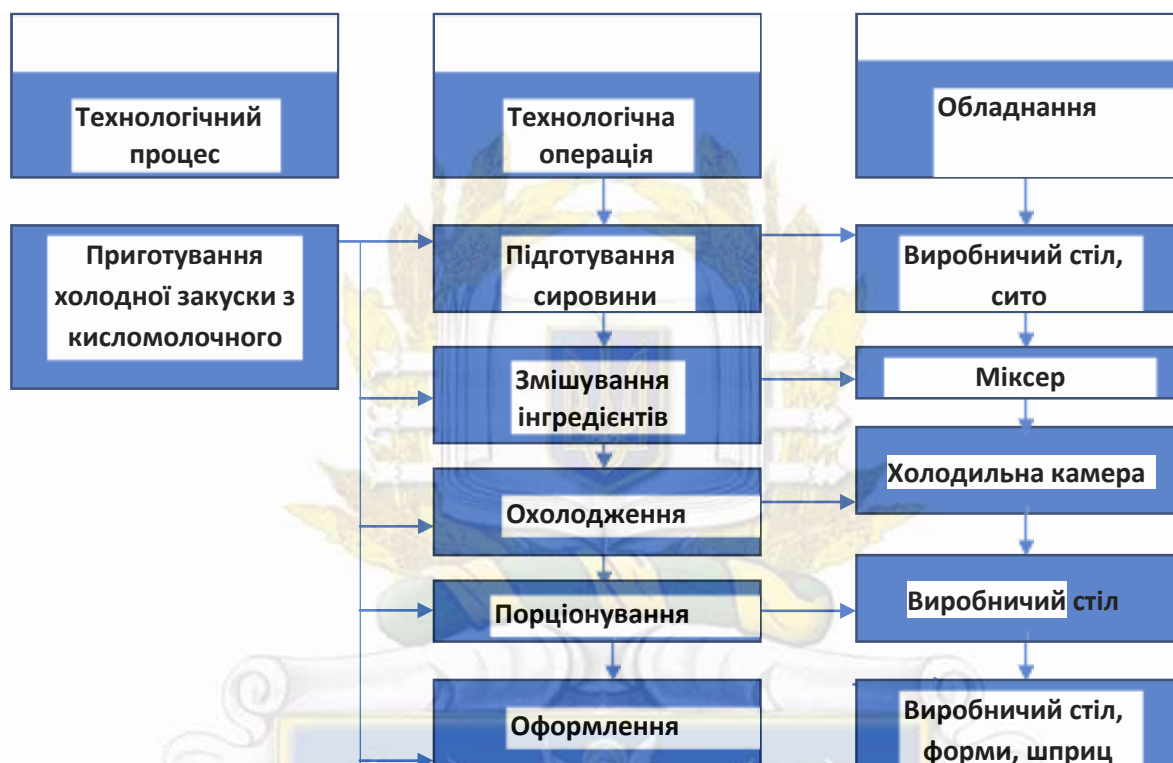 Технологічний
процес
Технологічна
операція
Обладнання
Приготування
холодної закуски з
кисломолочного
Підготування
сировини
Виробничий стіл,
сито
Змішування
інгредієнтів
Міксер
Охолодження
Холодильна камера
Порціонування
Виробничий стіл
Оформлення
Виробничий стіл,
форми, шприц